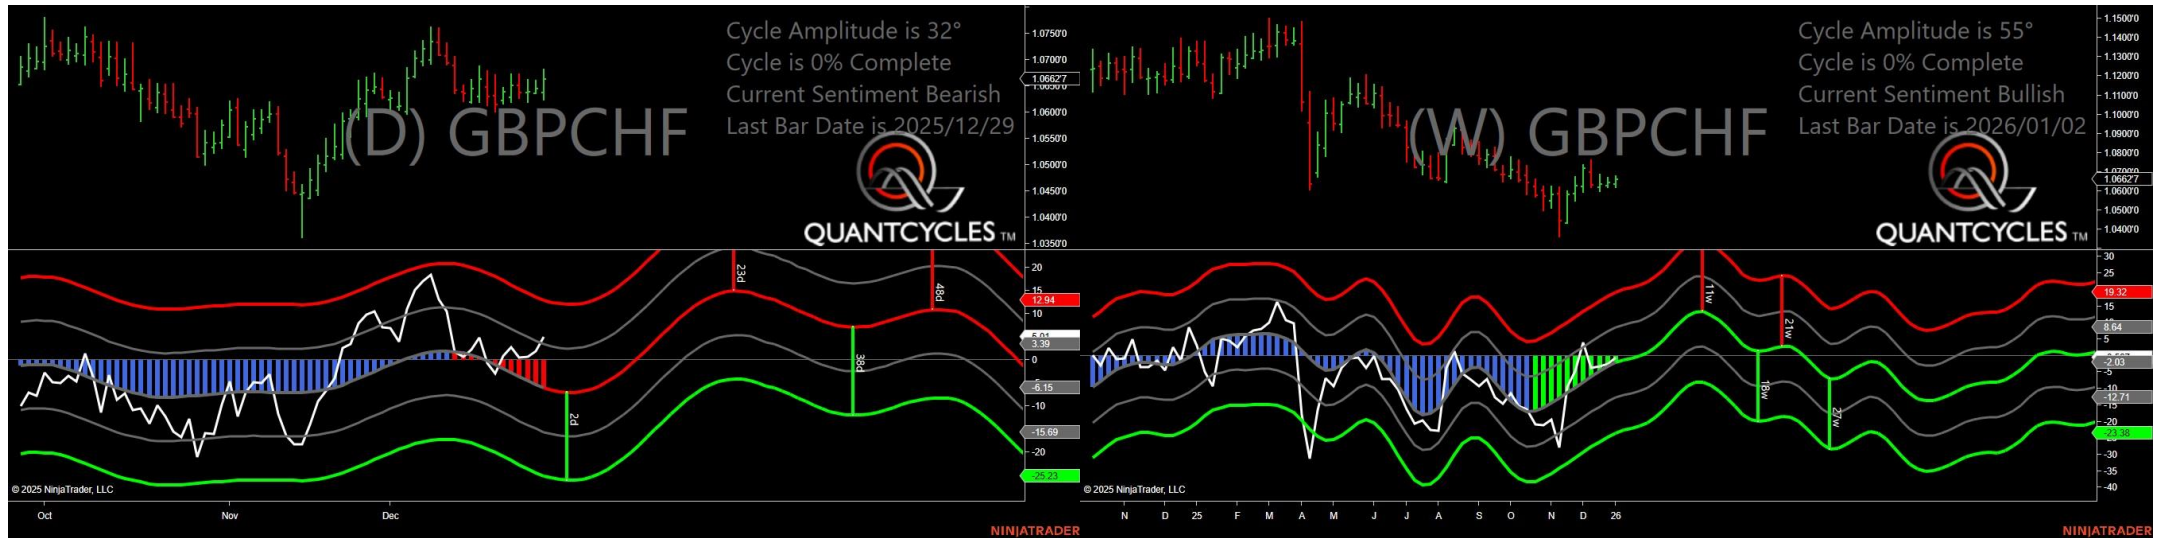 Cycle Amplitude is 32°
Cycle is 0% Complete
Current Sentiment Bearish
Last Bar Date is 2025/12/29
(D) GBPCHF
QUANTCYCLES TM
1.0750'0
1.0700'0
1.0662'7
1.0600'0
1.0550'0
1.0500'0
1.0450'0
1.0400'0
1.0350'0
23d
48d
38d
2d
20
15
12.94
10
3.39
0
-6.15
-10
-15.69
-20
-25.23
© 2025 NinjaTrader, LLC
Oct Nov Dec
NINJATRADER
Cycle Amplitude is 55°
Cycle is 0% Complete
Current Sentiment Bullish
Last Bar Date is 2026/01/02
(W) GBPCHF
QUANTCYCLES TM
1.1500'0
1.1400'0
1.1300'0
1.1200'0
1.1100'0
1.1000'0
1.0900'0
1.0800'0
1.0662'7
1.0600'0
1.0500'0
1.0400'0
11w
21w
18w
27w
30
25
19.32
15
8.64
5
-2.03
-5
-10
-12.71
-15
-20
-23.38
-30
-35
-40
© 2025 NinjaTrader, LLC
N D 25 F M A M J J A S O N D 26
NINJATRADER